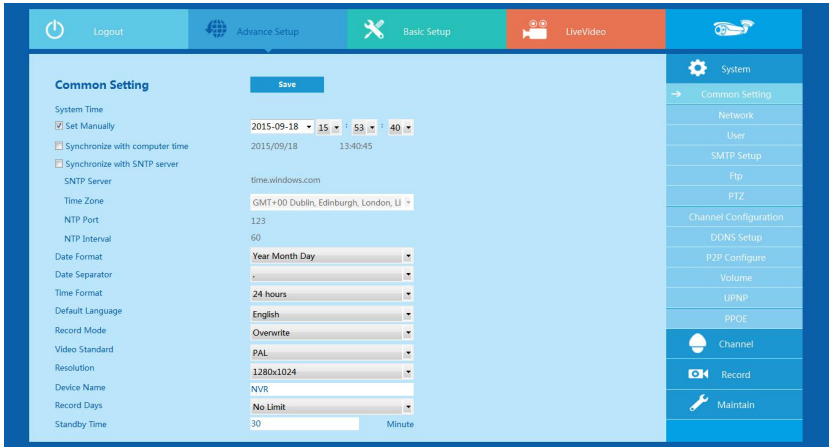 Logout
Advance Setup
Basic Setup
LiveVideo
Common Setting
Save
System Time
Set Manually 2015-09-18 15 : 53 : 40
Synchronize with computer time 2015/09/18 13:40:45
Synchronize with SNTP server
SNTP Server time.windows.com
Time Zone GMT+00 Dublin, Edinburgh, London, Li
NTP Port 123
NTP Interval 60
Date Format Year Month Day
Date Separator .
Time Format 24 hours
Default Language English
Record Mode Overwrite
Video Standard PAL
Resolution 1280x1024
Device Name NVR
Record Days No Limit
Standby Time 30 Minute
System
Common Setting
Network
User
SMTP Setup
Ftp
PTZ
Channel Configuration
DDNS Setup
P2P Configure
Volume
UPNP
PPOE
Channel
Record
Maintain